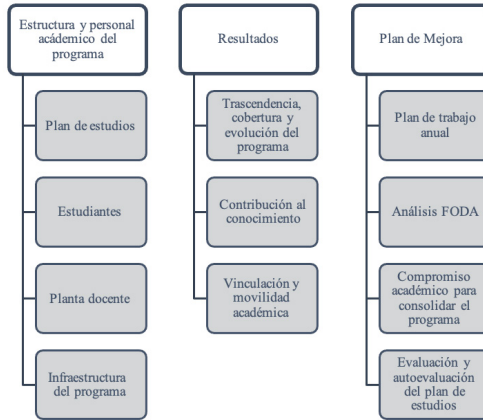 Estructura y personal
acádemico del
programa
Plan de estudios
Estudiantes
Planta docente
Infraestructura
del programa
Resultados
Trascendencia,
cobertura y
evolución del
programa
Contribución al
conocimiento
Vinculación y
movilidad
académica
Plan de Mejora
Plan de trabajo
anual
Análisis FODA
Compromiso
académico para
consolidar el
programa
Evaluación y
autoevaluación
del plan de
estudios